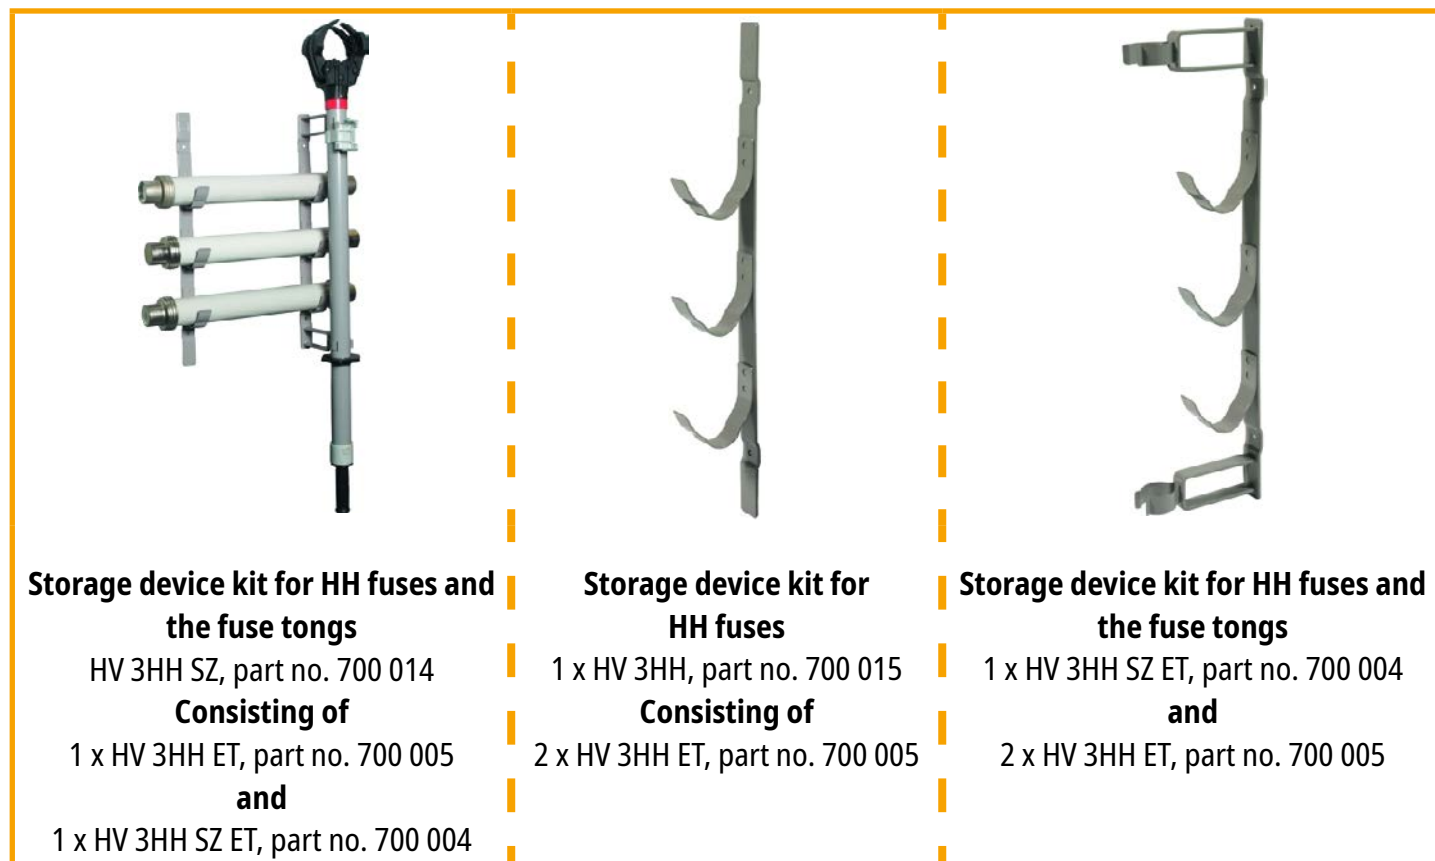 Storage device kit for HH fuses and
the fuse tongs
HV 3HH SZ, part no. 700 014
Consisting of
1 x HV 3HH ET, part no. 700 005
and
1 x HV 3HH SZ ET, part no. 700 004
Storage device kit for
HH fuses
1 x HV 3HH, part no. 700 015
Consisting of
2 x HV 3HH ET, part no. 700 005
Storage device kit for HH fuses and
the fuse tongs
1 x HV 3HH SZ ET, part no. 700 004
and
2 x HV 3HH ET, part no. 700 005